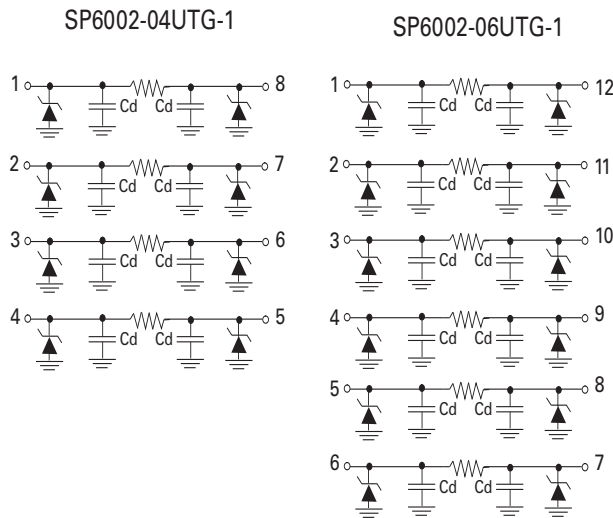 SP6002-04UTG-1
1 Cd Cd 8
2 Cd Cd 7
3 Cd Cd 6
4 Cd Cd 5
SP6002-06UTG-1
1 Cd Cd 12
2 Cd Cd 11
3 Cd Cd 10
4 Cd Cd 9
5 Cd Cd 8
6 Cd Cd 7